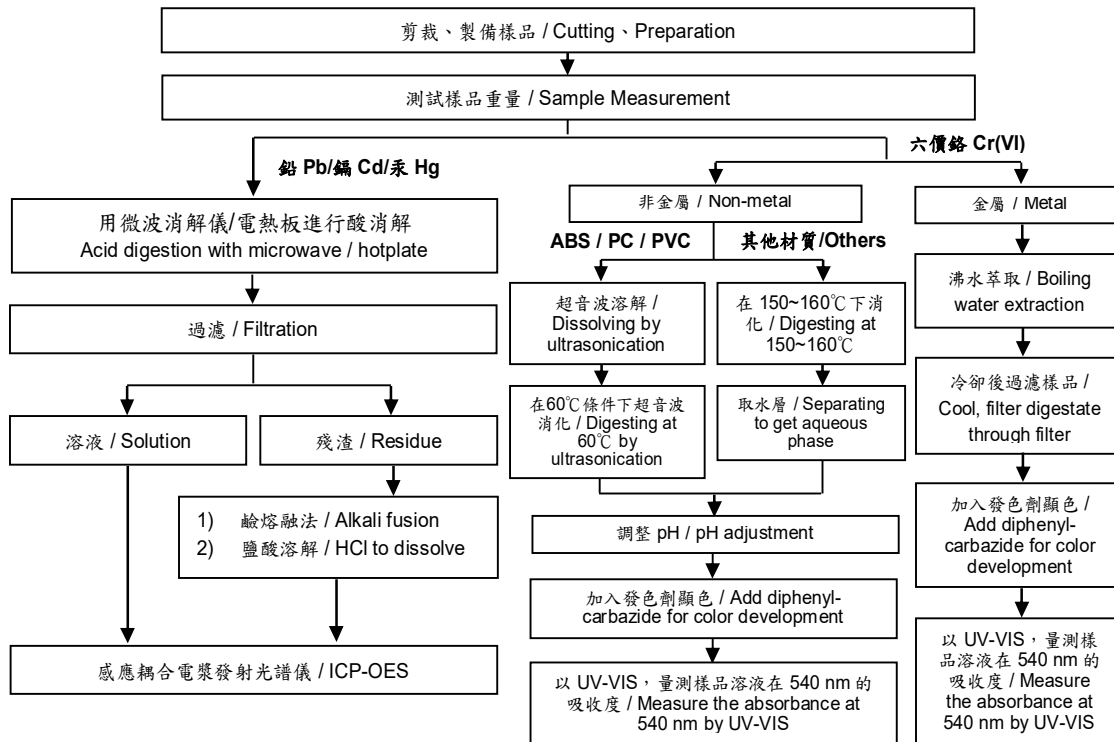 剪裁、製備樣品 / Cutting、Preparation
測試樣品重量 / Sample Measurement
鉛 Pb/鎘 Cd/汞 Hg
用微波消解儀/電熱板進行酸消解
Acid digestion with microwave / hotplate
過濾 / Filtration
溶液 / Solution
殘渣 / Residue
1) 鹼熔融法 / Alkali fusion
2) 鹽酸溶解 / HCl to dissolve
感應耦合電漿發射光譜儀 / ICP-OES
六價鉻 Cr(VI)
非金屬 / Non-metal
ABS / PC / PVC
超音波溶解 /
Dissolving by
ultrasonication
在60℃條件下超音波
消化 / Digesting at
60℃ by
ultrasonication
其他材質/Others
在 150~160℃下消
化 / Digesting at
150~160℃
取水層 / Separating
to get aqueous
phase
調整 pH / pH adjustment
加入發色劑顯色 / Add diphenyl-
carbazide for color development
以 UV-VIS，量測樣品溶液在 540 nm 的
吸收度 / Measure the absorbance at
540 nm by UV-VIS
金屬 / Metal
沸水萃取 / Boiling
water extraction
冷卻後過濾樣品 /
Cool, filter digestate
through filter
加入發色劑顯色 /
Add diphenyl-
carbazide for color
development
以 UV-VIS，量測樣
品溶液在 540 nm 的
吸收度 / Measure
the absorbance at
540 nm by UV-VIS